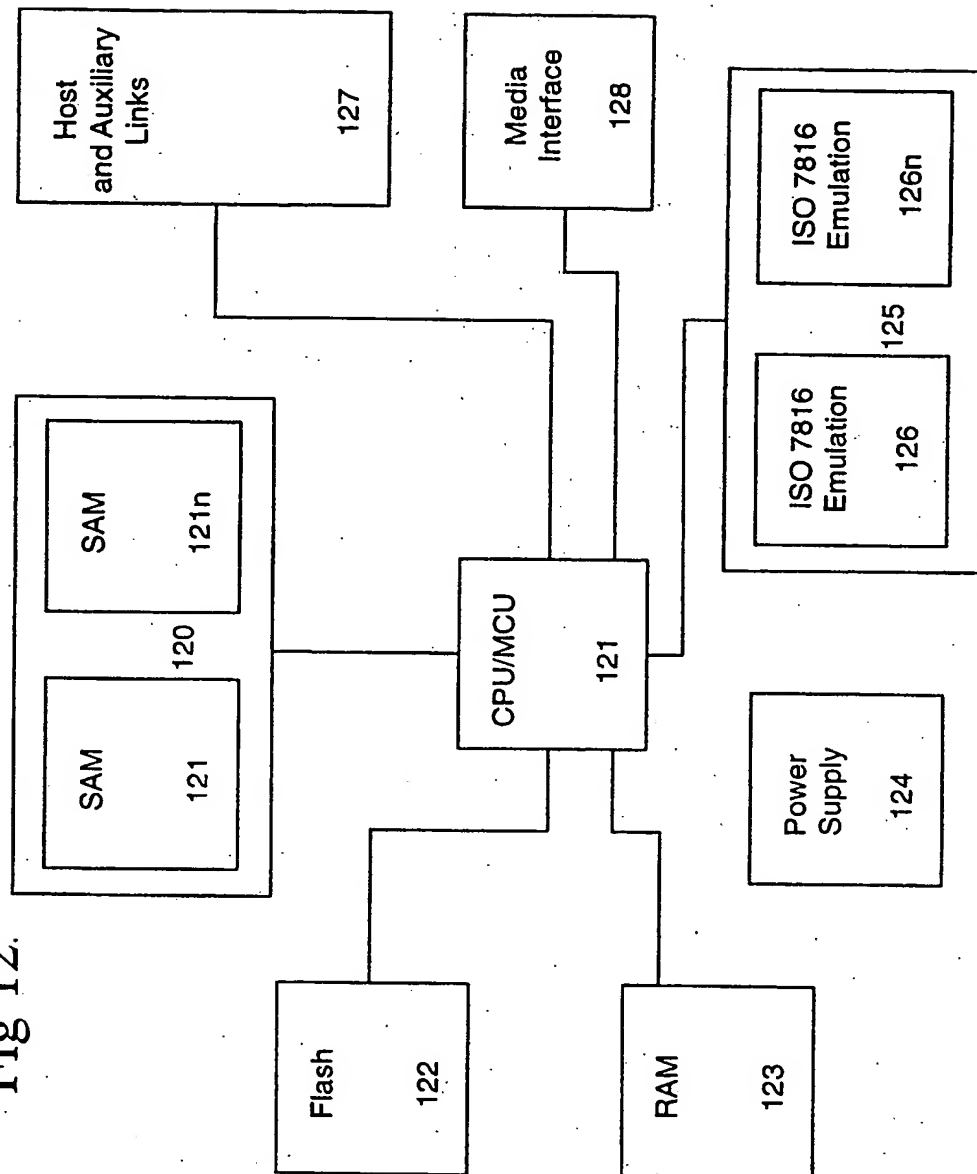 Fig 12.
SAM
121
120
SAM
121n
Host
and Auxiliary
Links
127
Flash
122
CPU/MCU
121
Media
Interface
128
RAM
123
Power
Supply
124
ISO 7816
Emulation
126
125
ISO 7816
Emulation
126n